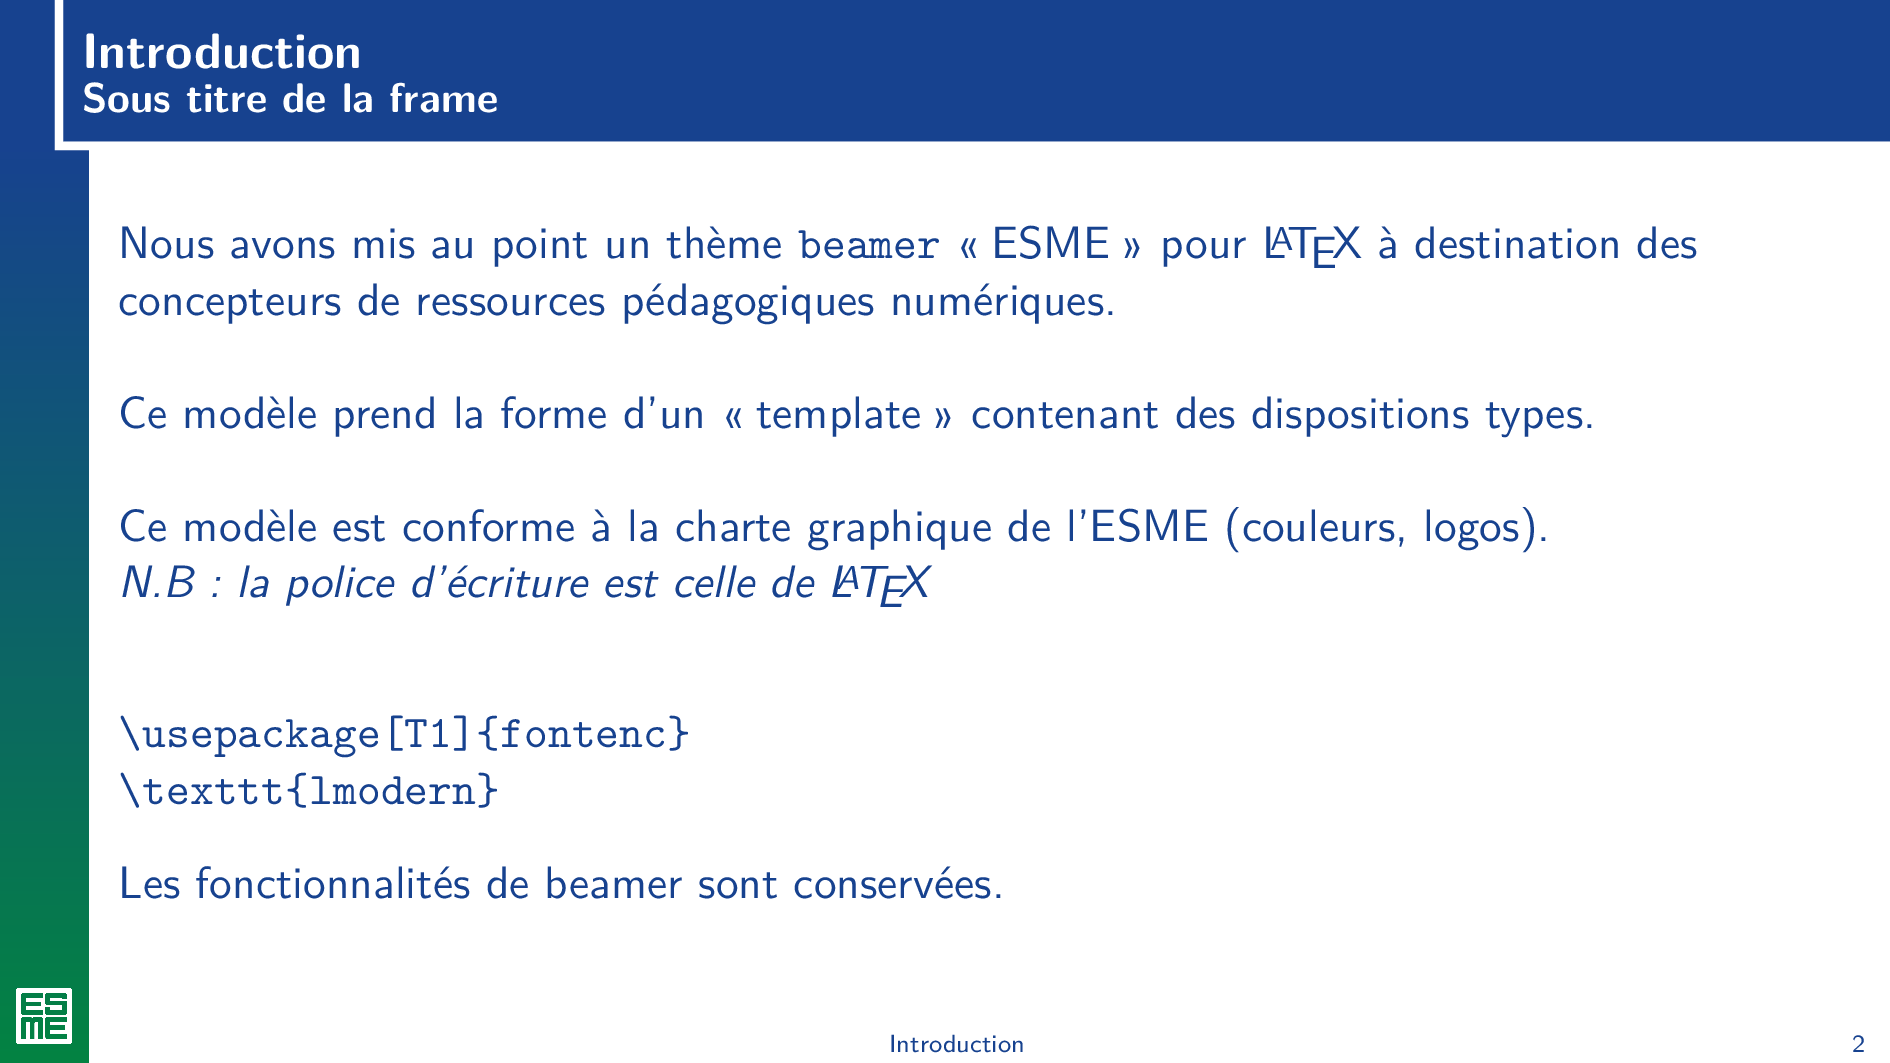 Introduction
Sous titre de la frame
Nous avons mis au point un thème beamer « ESME » pour LATEX à destination des
concepteurs de ressources pédagogiques numériques.
Ce modèle prend la forme d'un « template » contenant des dispositions types.
Ce modèle est conforme à la charte graphique de l'ESME (couleurs, logos).
N.B : la police d'écriture est celle de LATEX
\usepackage[T1]{fontenc}
\texttt{lmodern}
Les fonctionnalités de beamer sont conservées.
ES
ME
Introduction
2